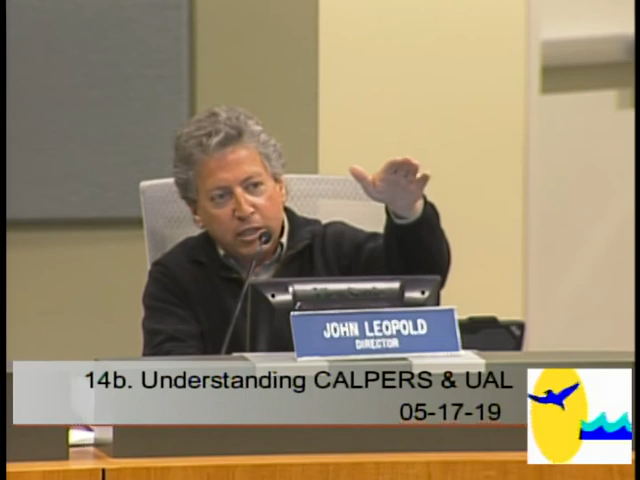 JOHN LEOPOLD
DIRECTOR
14b. Understanding CALPERS & UAL
05-17-19